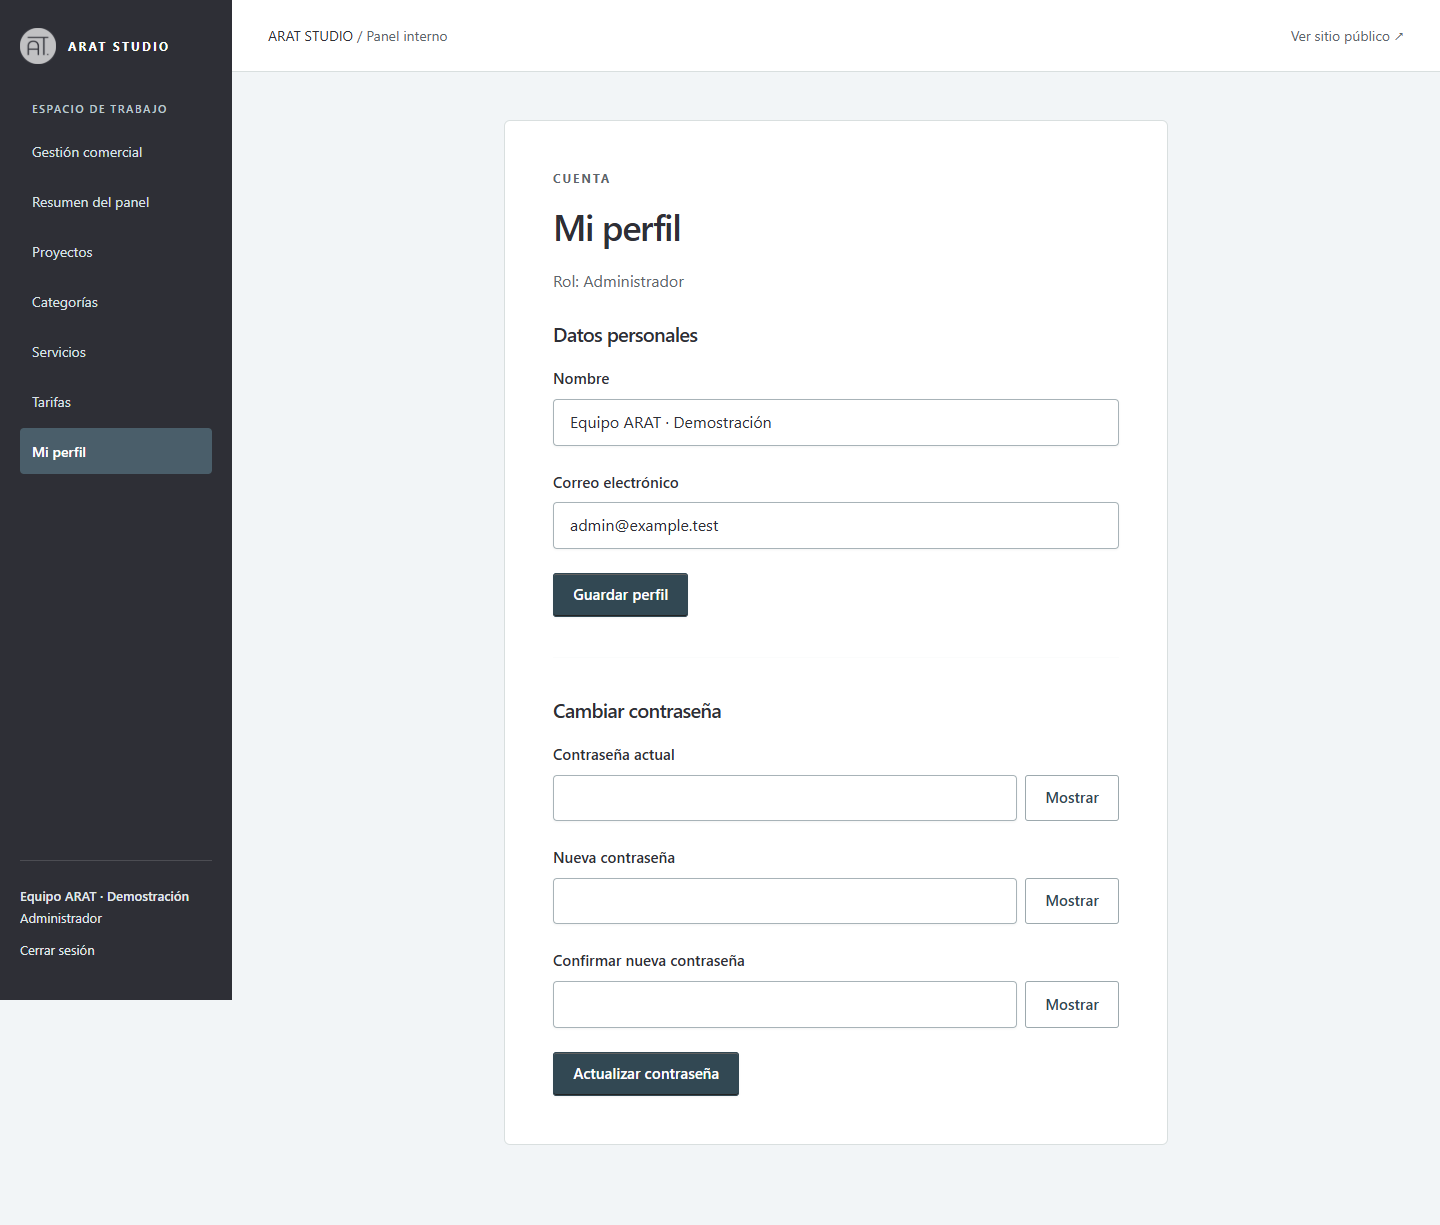 AT.
ARAT STUDIO
ESPACIO DE TRABAJO
Gestión comercial
Resumen del panel
Proyectos
Categorías
Servicios
Tarifas
Mi perfil
Equipo ARAT · Demostración
Administrador
Cerrar sesión
ARAT STUDIO / Panel interno
Ver sitio público ↗
CUENTA
Mi perfil
Rol: Administrador
Datos personales
Nombre
Equipo ARAT · Demostración
Correo electrónico
admin@example.test
Guardar perfil
Cambiar contraseña
Contraseña actual
Mostrar
Nueva contraseña
Mostrar
Confirmar nueva contraseña
Mostrar
Actualizar contraseña